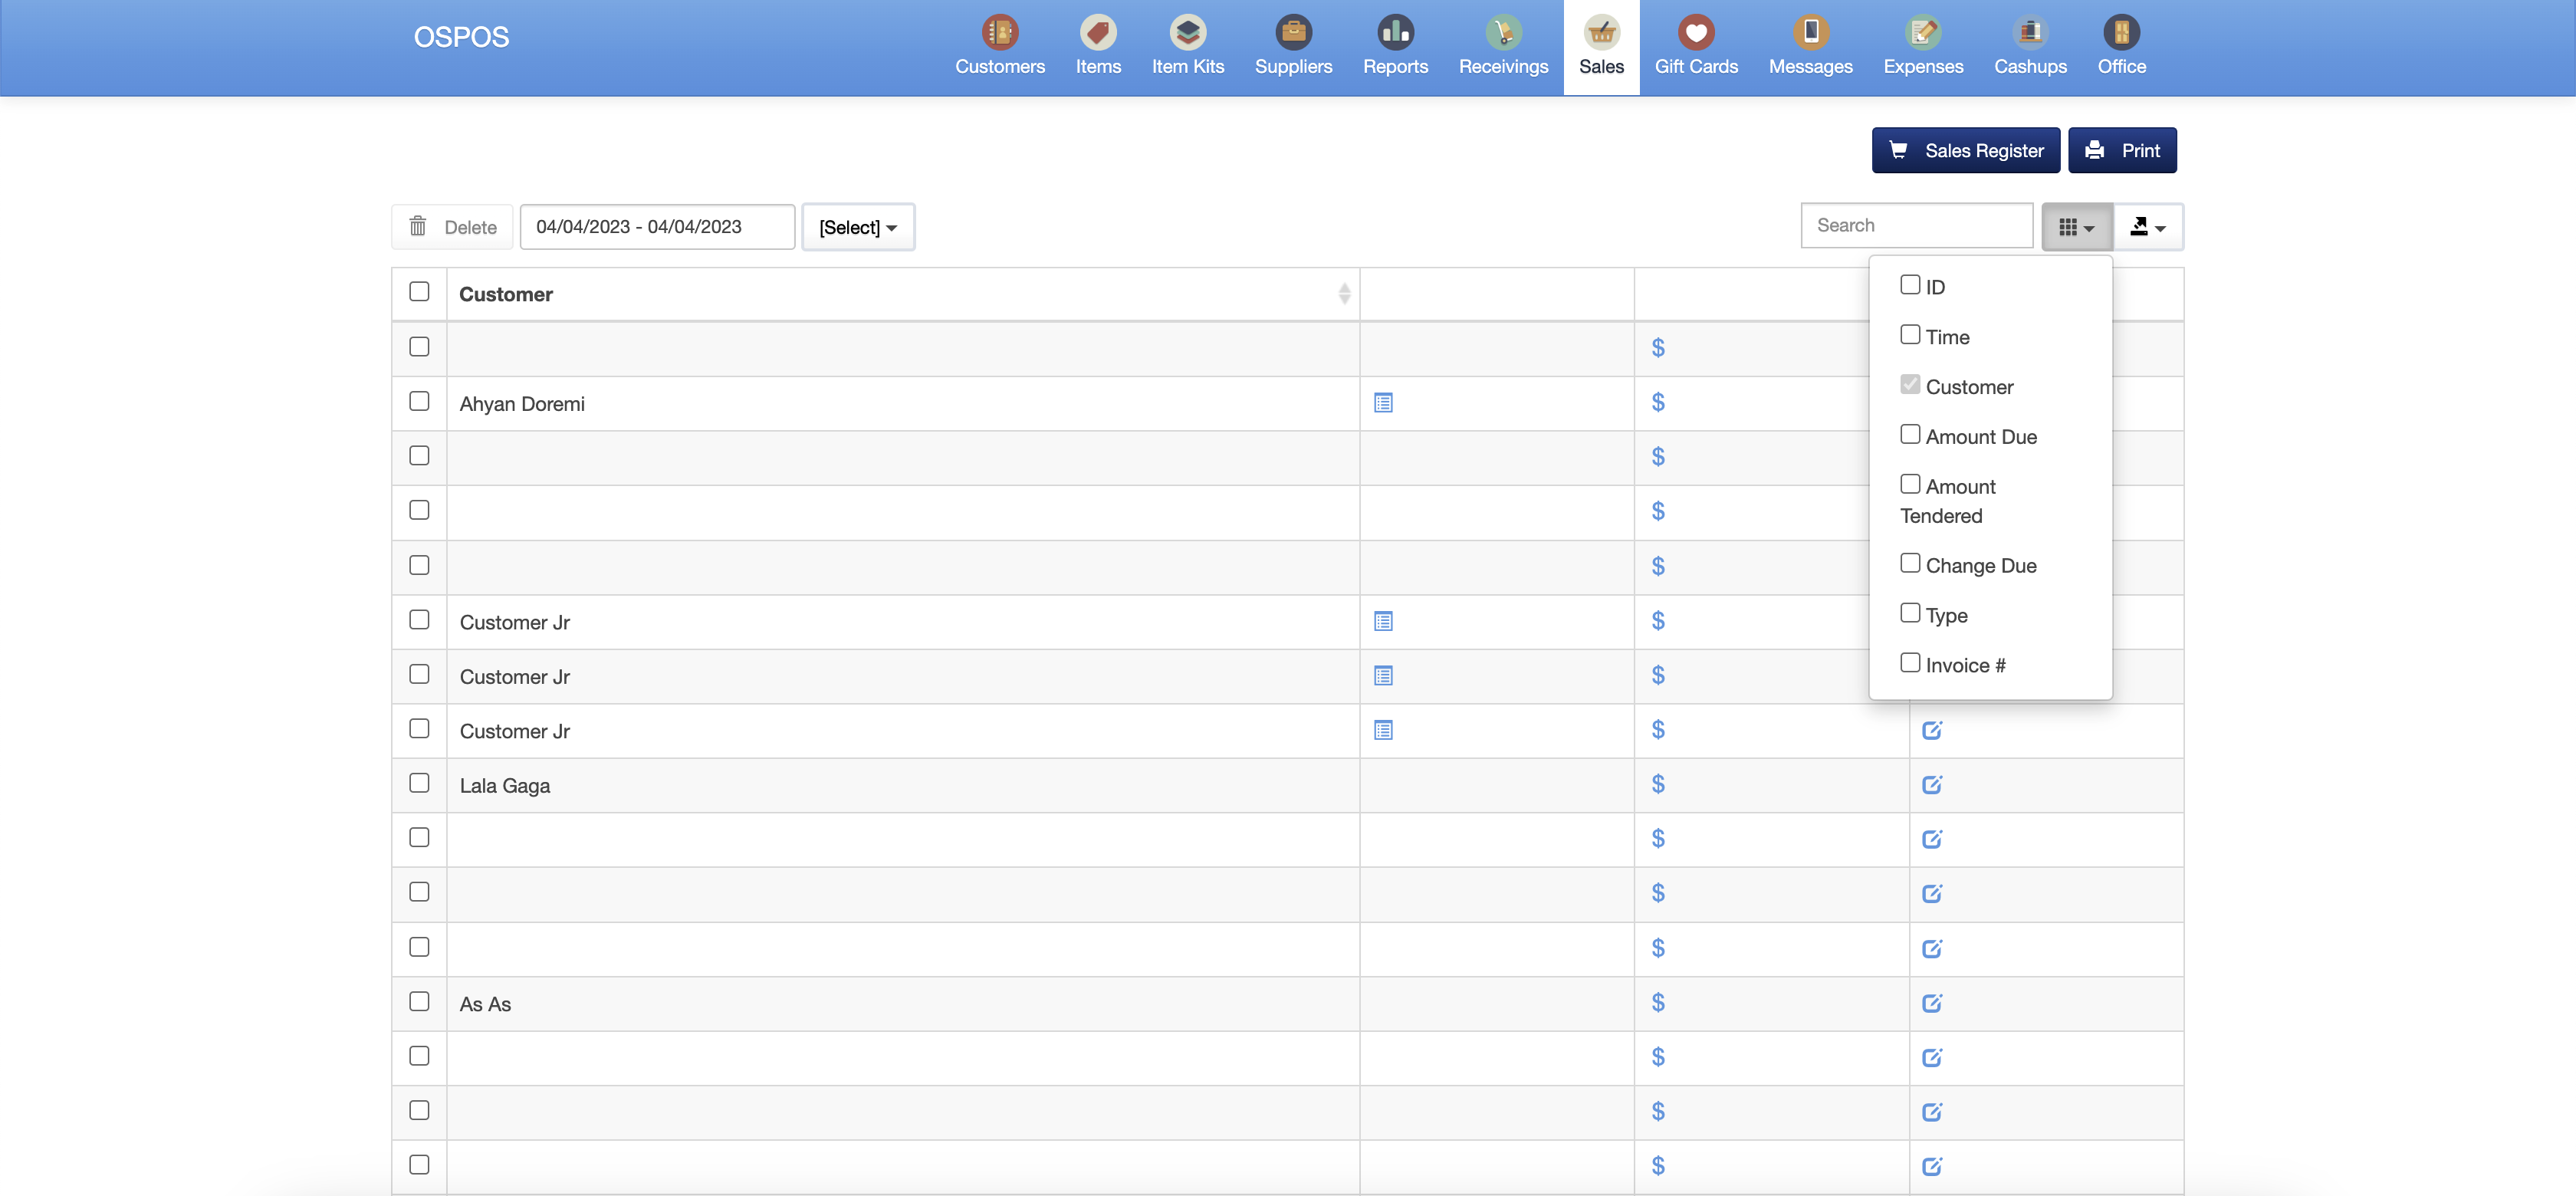 OSPOS
Customers
Items
Item Kits
Suppliers
Reports
Receivings
Sales
Gift Cards
Messages
Expenses
Cashups
Office
Sales Register
Print
Delete
04/04/2023 - 04/04/2023
[Select]
Search
Customer
$
Ahyan Doremi $
$
$
$
Customer Jr $
Customer Jr $
Customer Jr $
Lala Gaga $
$
$
$
As As $
$
$
$
ID
Time
Customer
Amount Due
Amount
Tendered
Change Due
Type
Invoice #